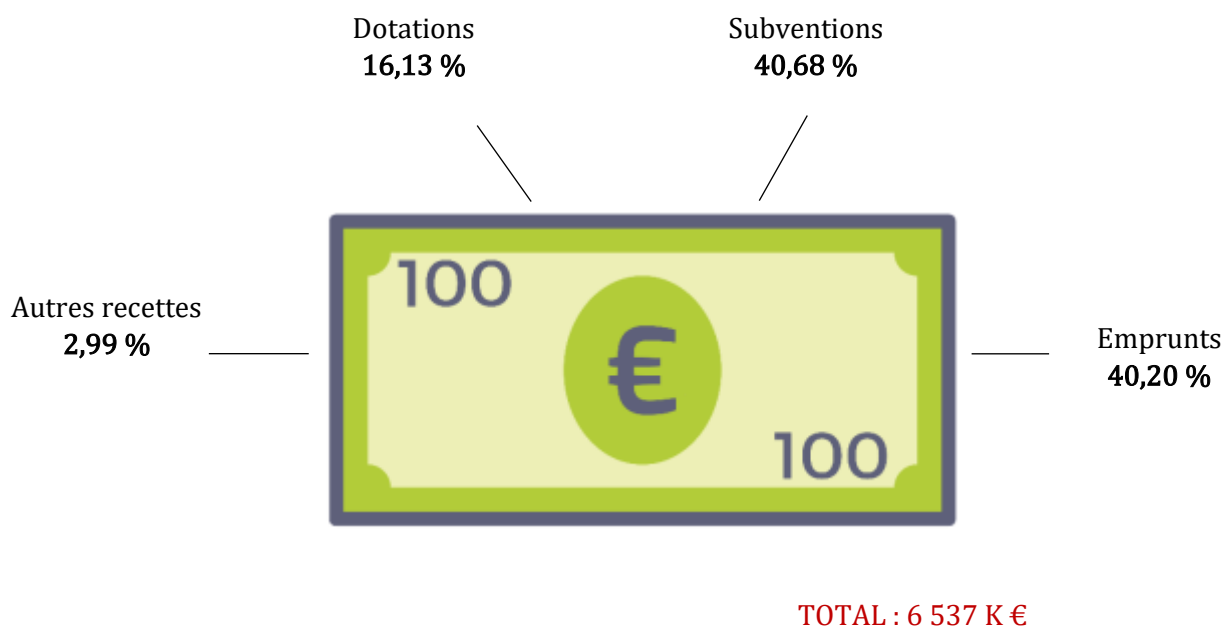 Dotations
16,13 %
Subventions
40,68 %
Autres recettes
2,99 %
100
€
100
Emprunts
40,20 %
TOTAL : 6 537 K €